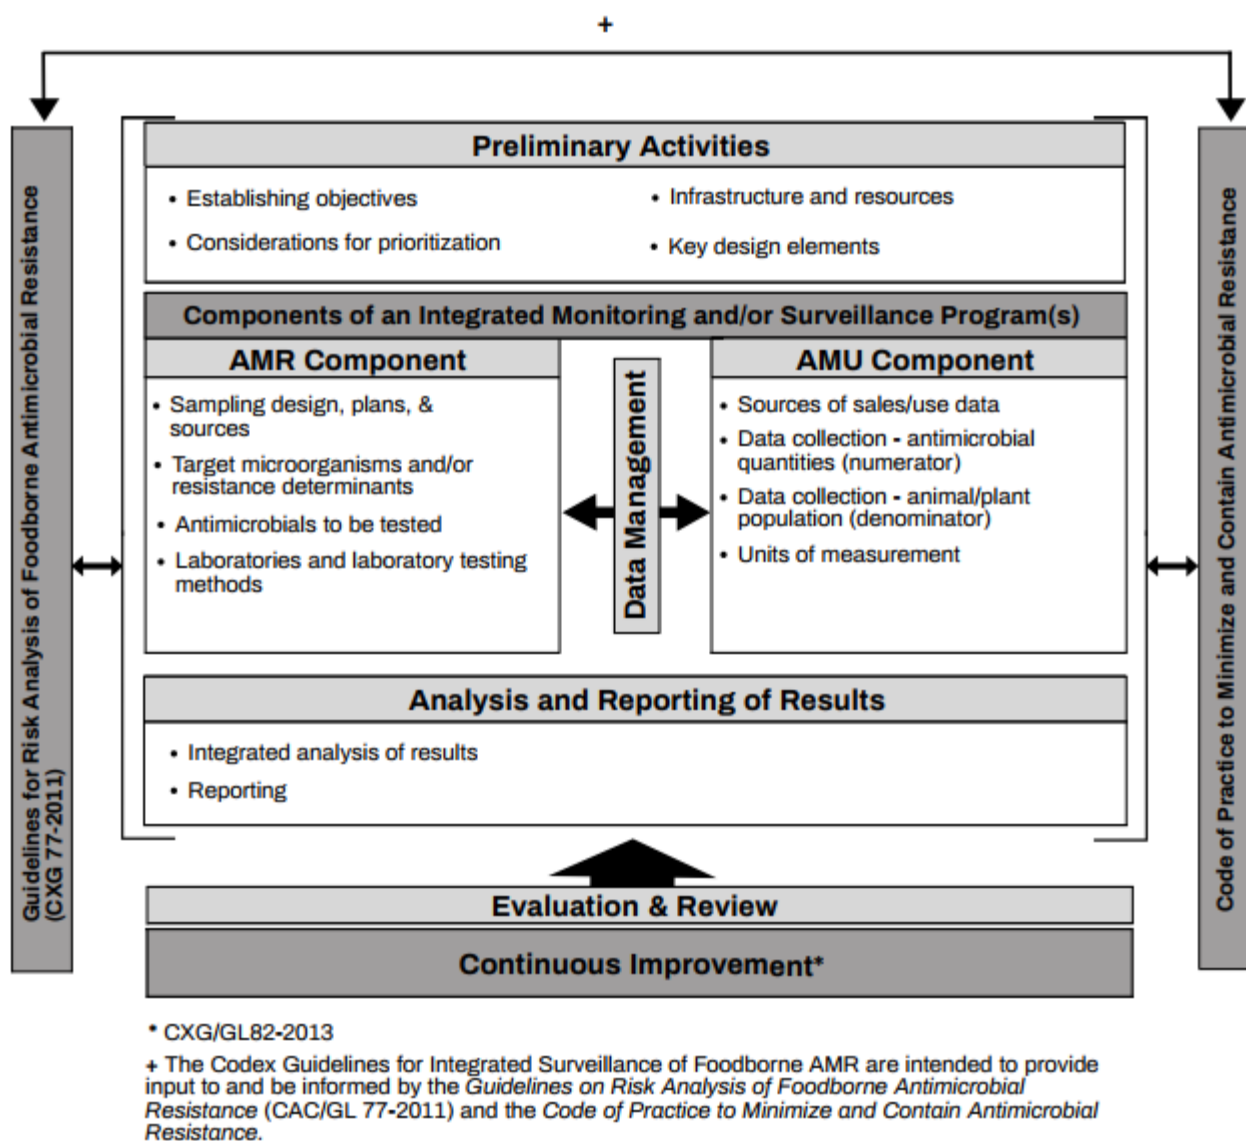 +
Guidelines for Risk Analysis of Foodborne Antimicrobial Resistance
(CXG 77-2011)
Preliminary Activities
• Establishing objectives
• Considerations for prioritization
• Infrastructure and resources
• Key design elements
Components of an Integrated Monitoring and/or Surveillance Program(s)
AMR Component
• Sampling design, plans, &
sources
• Target microorganisms and/or
resistance determinants
• Antimicrobials to be tested
• Laboratories and laboratory testing
methods
Data Management
AMU Component
• Sources of sales/use data
• Data collection - antimicrobial
quantities (numerator)
• Data collection - animal/plant
population (denominator)
• Units of measurement
Analysis and Reporting of Results
• Integrated analysis of results
• Reporting
Evaluation & Review
Continuous Improvement*
Code of Practice to Minimize and Contain Antimicrobial Resistance
* CXG/GL82-2013
+ The Codex Guidelines for Integrated Surveillance of Foodborne AMR are intended to provide
input to and be informed by the Guidelines on Risk Analysis of Foodborne Antimicrobial
Resistance (CAC/GL 77-2011) and the Code of Practice to Minimize and Contain Antimicrobial
Resistance.